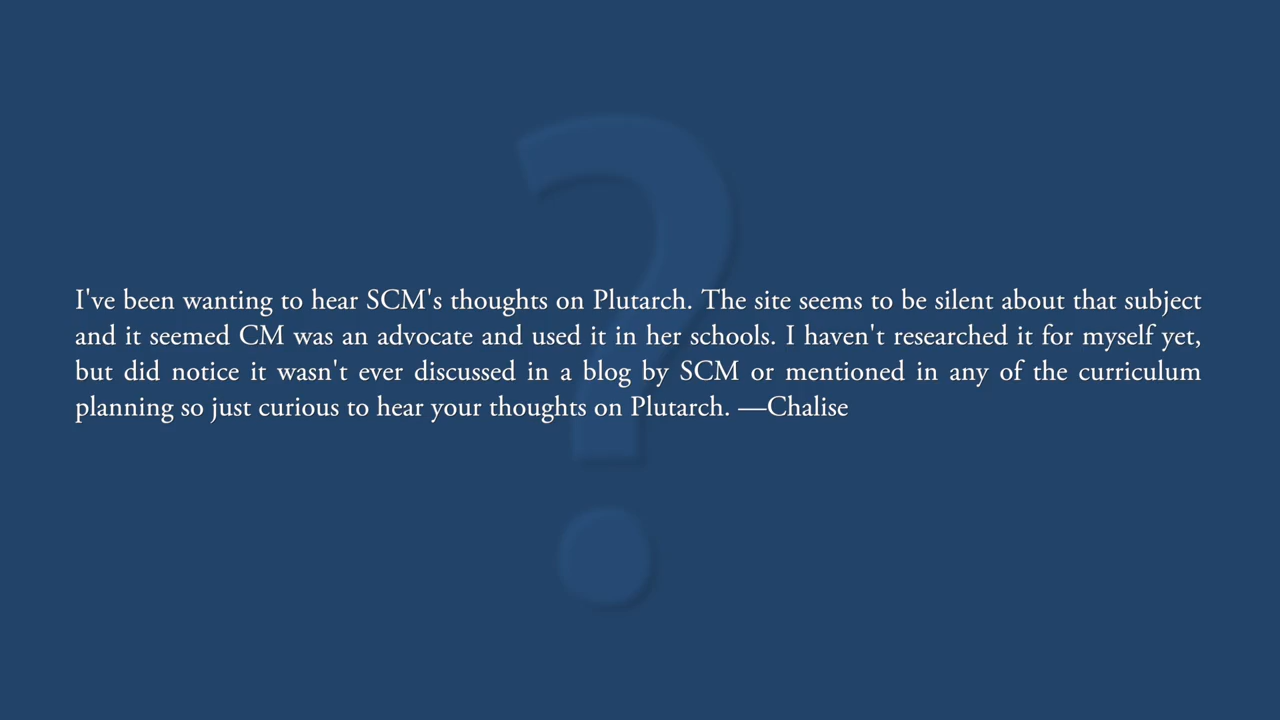 I've been wanting to hear SCM's thoughts on Plutarch. The site seems to be silent about that subject
and it seemed CM was an advocate and used it in her schools. I haven't researched it for myself yet,
but did notice it wasn't ever discussed in a blog by SCM or mentioned in any of the curriculum
planning so just curious to hear your thoughts on Plutarch. —Chalise